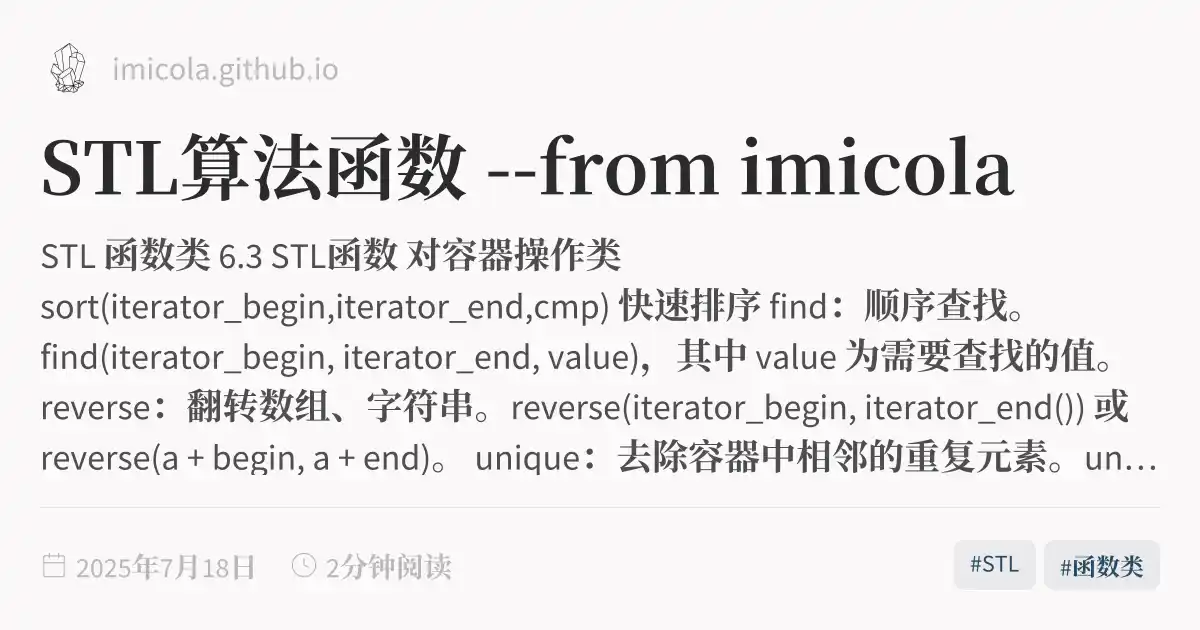 imicola.github.io
STL算法函数 --from imicola
STL 函数类 6.3 STL函数 对容器操作类
sort(iterator_begin,iterator_end,cmp) 快速排序 find：顺序查找。
find(iterator_begin, iterator_end, value)，其中 value 为需要查找的值。
reverse：翻转数组、字符串。reverse(iterator_begin, iterator_end()) 或
reverse(a + begin, a + end)。 unique：去除容器中相邻的重复元素。un…
2025年7月18日 2分钟阅读 #STL #函数类